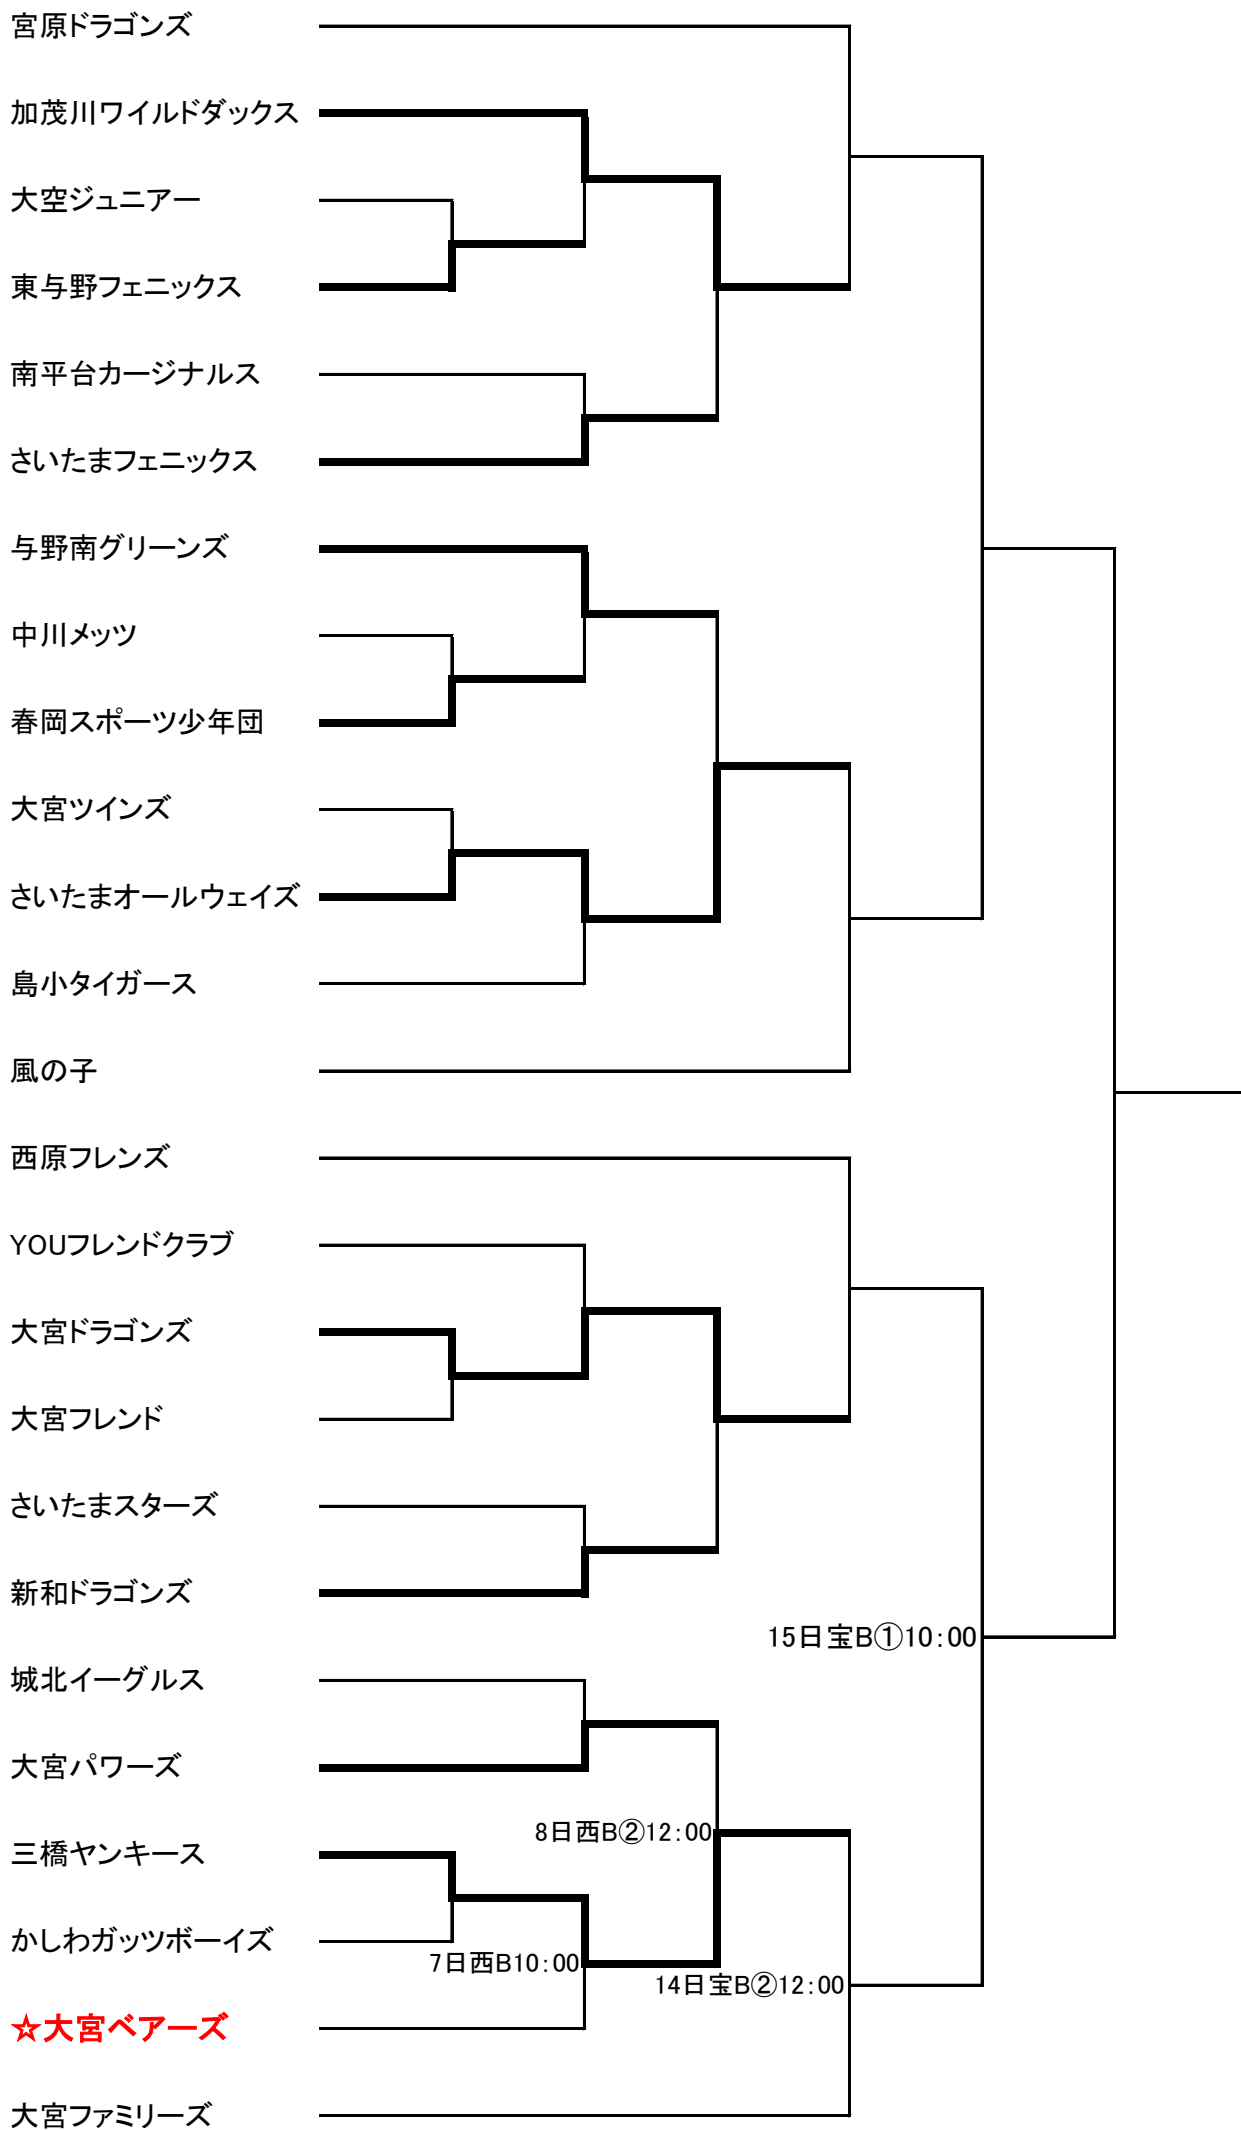 宮原ドラゴンズ
加茂川ワイルドダックス
大空ジュニアー
東与野フェニックス
南平台カージナルス
さいたまフェニックス
与野南グリーンズ
中川メッツ
春岡スポーツ少年団
大宮ツインズ
さいたまオールウェイズ
島小タイガース
風の子
西原フレンズ
YOUフレンドクラブ
大宮ドラゴンズ
大宮フレンド
さいたまスターズ
新和ドラゴンズ
15日宝B①10:00
城北イーグルス
大宮パワーズ
8日西B②12:00
三橋ヤンキース
かしわガッツボーイズ
7日西B10:00
14日宝B②12:00
☆大宮ベアーズ
大宮ファミリーズ